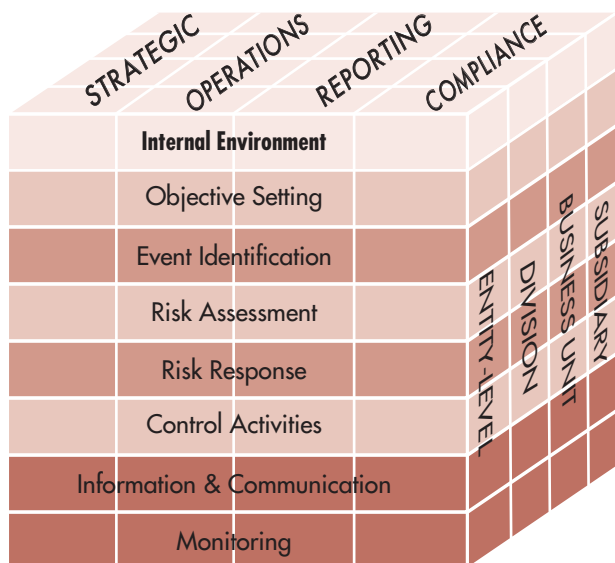 STRATEGIC
OPERATIONS
REPORTING
COMPLIANCE
Internal Environment
Objective Setting
Event Identification
Risk Assessment
Risk Response
Control Activities
Information & Communication
Monitoring
ENTITY-LEVEL
DIVISION
BUSINESS UNIT
SUBSIDIARY